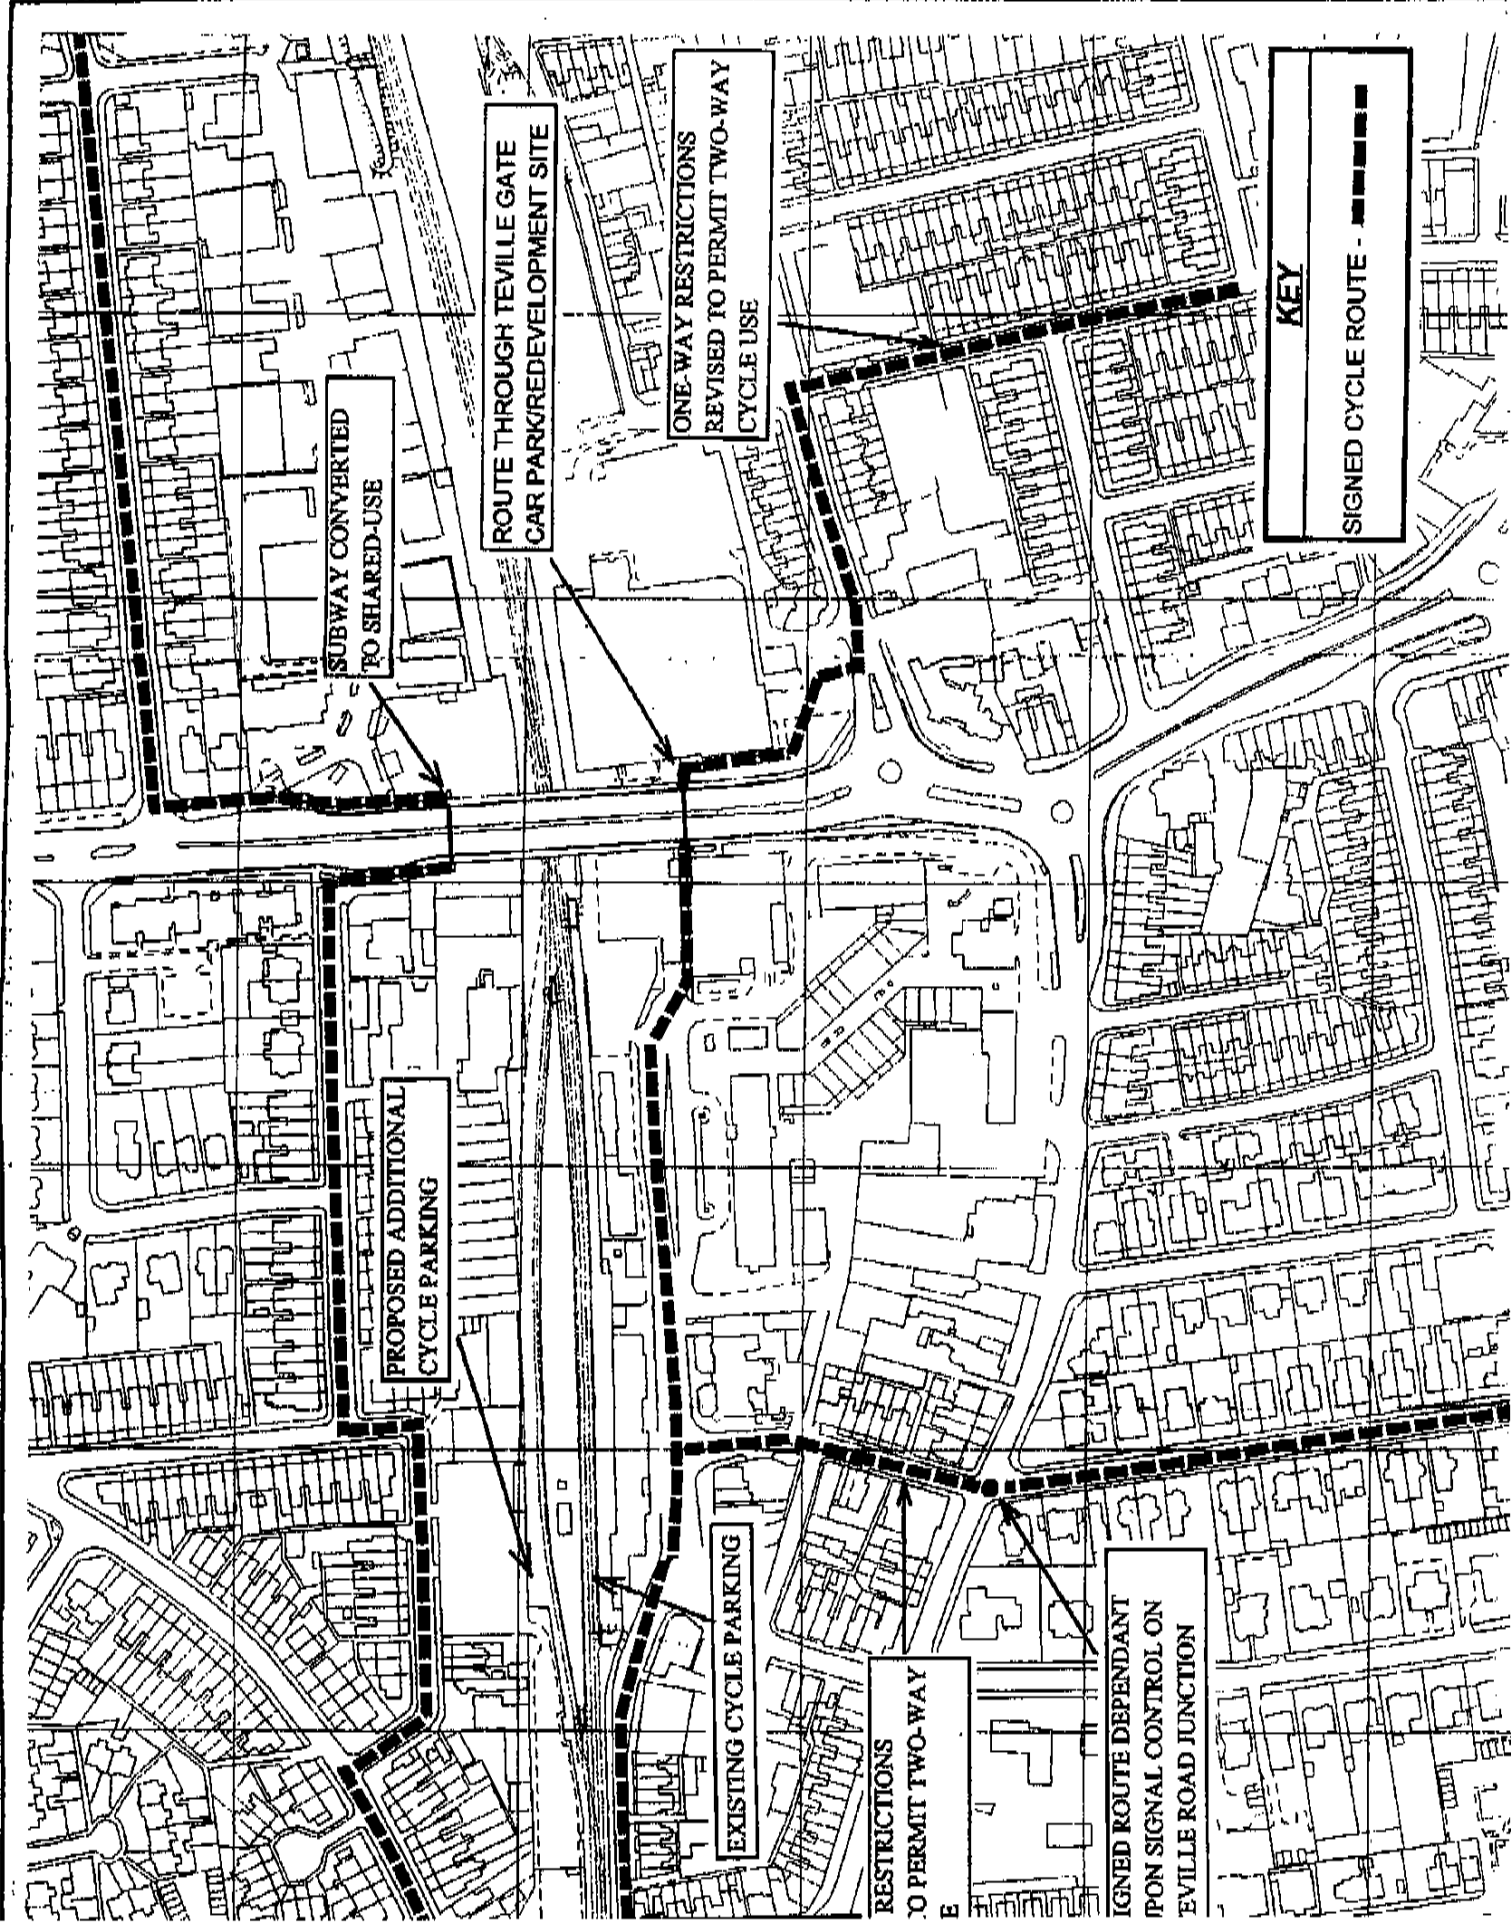 SUBWAY CONVERTED
TO SHARED-USE
ROUTE THROUGH TEVILLE GATE
CAR PARK/REDEVELOPMENT SITE
ONE-WAY RESTRICTIONS
REVISED TO PERMIT TWO-WAY
CYCLE USE
PROPOSED ADDITIONAL
CYCLE PARKING
EXISTING CYCLE PARKING
RESTRICTIONS
TO PERMIT TWO-WAY
E
IGNED ROUTE DEPENDANT
UPON SIGNAL CONTROL ON
EVILLE ROAD JUNCTION
KEY
SIGNED CYCLE ROUTE -